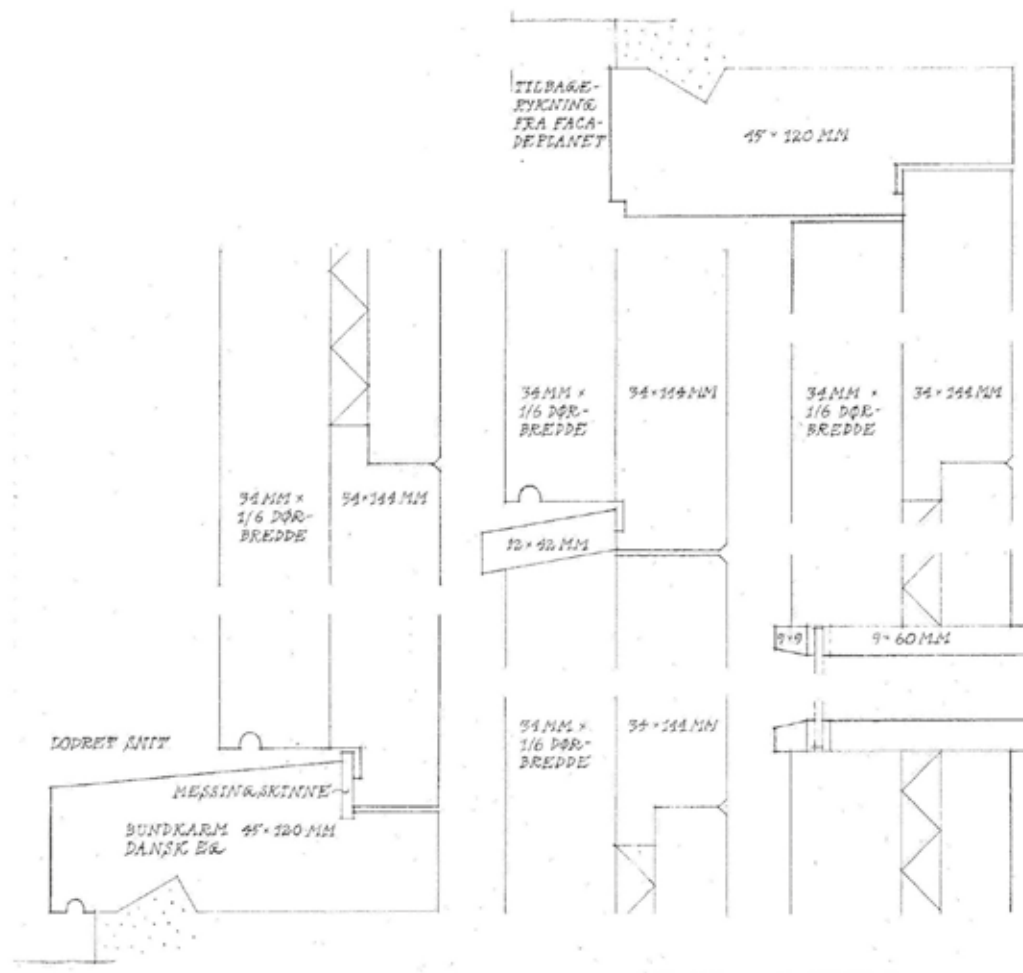 TILBAGE-
RYKNING
FRA FACA-
DEPLANET
45 × 120 MM
34 MM ×
1/6 DØR-
BREDDE
34 × 144 MM
34 MM ×
1/6 DØR-
BREDDE
34 × 144 MM
34 MM ×
1/6 DØR-
BREDDE
34 × 144 MM
12 × 42 MM
9 × 9
9 × 60 MM
34 MM ×
1/6 DØR-
BREDDE
34 × 144 MM
LODRET SNIT
MESSINGSKINNE
BUNDKARM 45 × 120 MM
DANSK EG